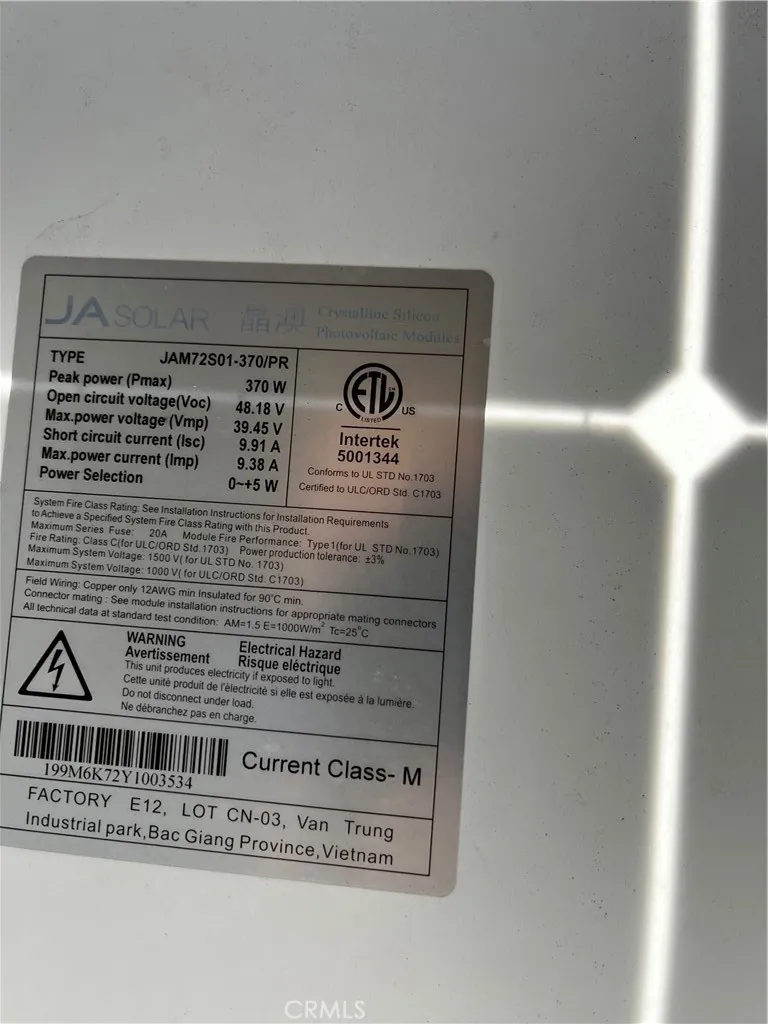 JA SOLAR 晶澳 Crystalline Silicon
Photovoltaic Modules
TYPE JAM72S01-370/PR
Peak power (Pmax) 370 W
Open circuit voltage(Voc) 48.18 V
Max.power voltage (Vmp) 39.45 V
Short circuit current (Isc) 9.91 A
Max.power current (Imp) 9.38 A
Power Selection 0~+5 W
ETL
SM
C US
LISTED
Intertek
5001344
Conforms to UL STD No.1703
Certified to ULC/ORD Std. C1703
System Fire Class Rating: See Installation Instructions for Installation Requirements
to Achieve a Specified System Fire Class Rating with this Product.
Maximum Series Fuse: 20A Module Fire Performance: Type1(for UL STD No.1703)
Fire Rating: Class C(for ULC/ORD Std.1703) Power production tolerance: ±3%
Maximum System Voltage: 1500 V( for UL STD No. 1703)
Maximum System Voltage: 1000 V( for ULC/ORD Std. C1703)
Field Wiring: Copper only 12AWG min Insulated for 90°C min.
Connector mating : See module installation instructions for appropriate mating connectors
All technical data at standard test condition: AM=1.5 E=1000W/m² Tc=25°C
WARNING Electrical Hazard
Avertissement Risque eléctrique
This unit produces electricity if exposed to light.
Cette unité produit de l'électricité si elle est exposée à la lumière.
Do not disconnect under load.
Ne débranchez pas en charge.
199M6K72Y1003534
Current Class- M
FACTORY E12, LOT CN-03, Van Trung
Industrial park,Bac Giang Province,Vietnam
CRMLS